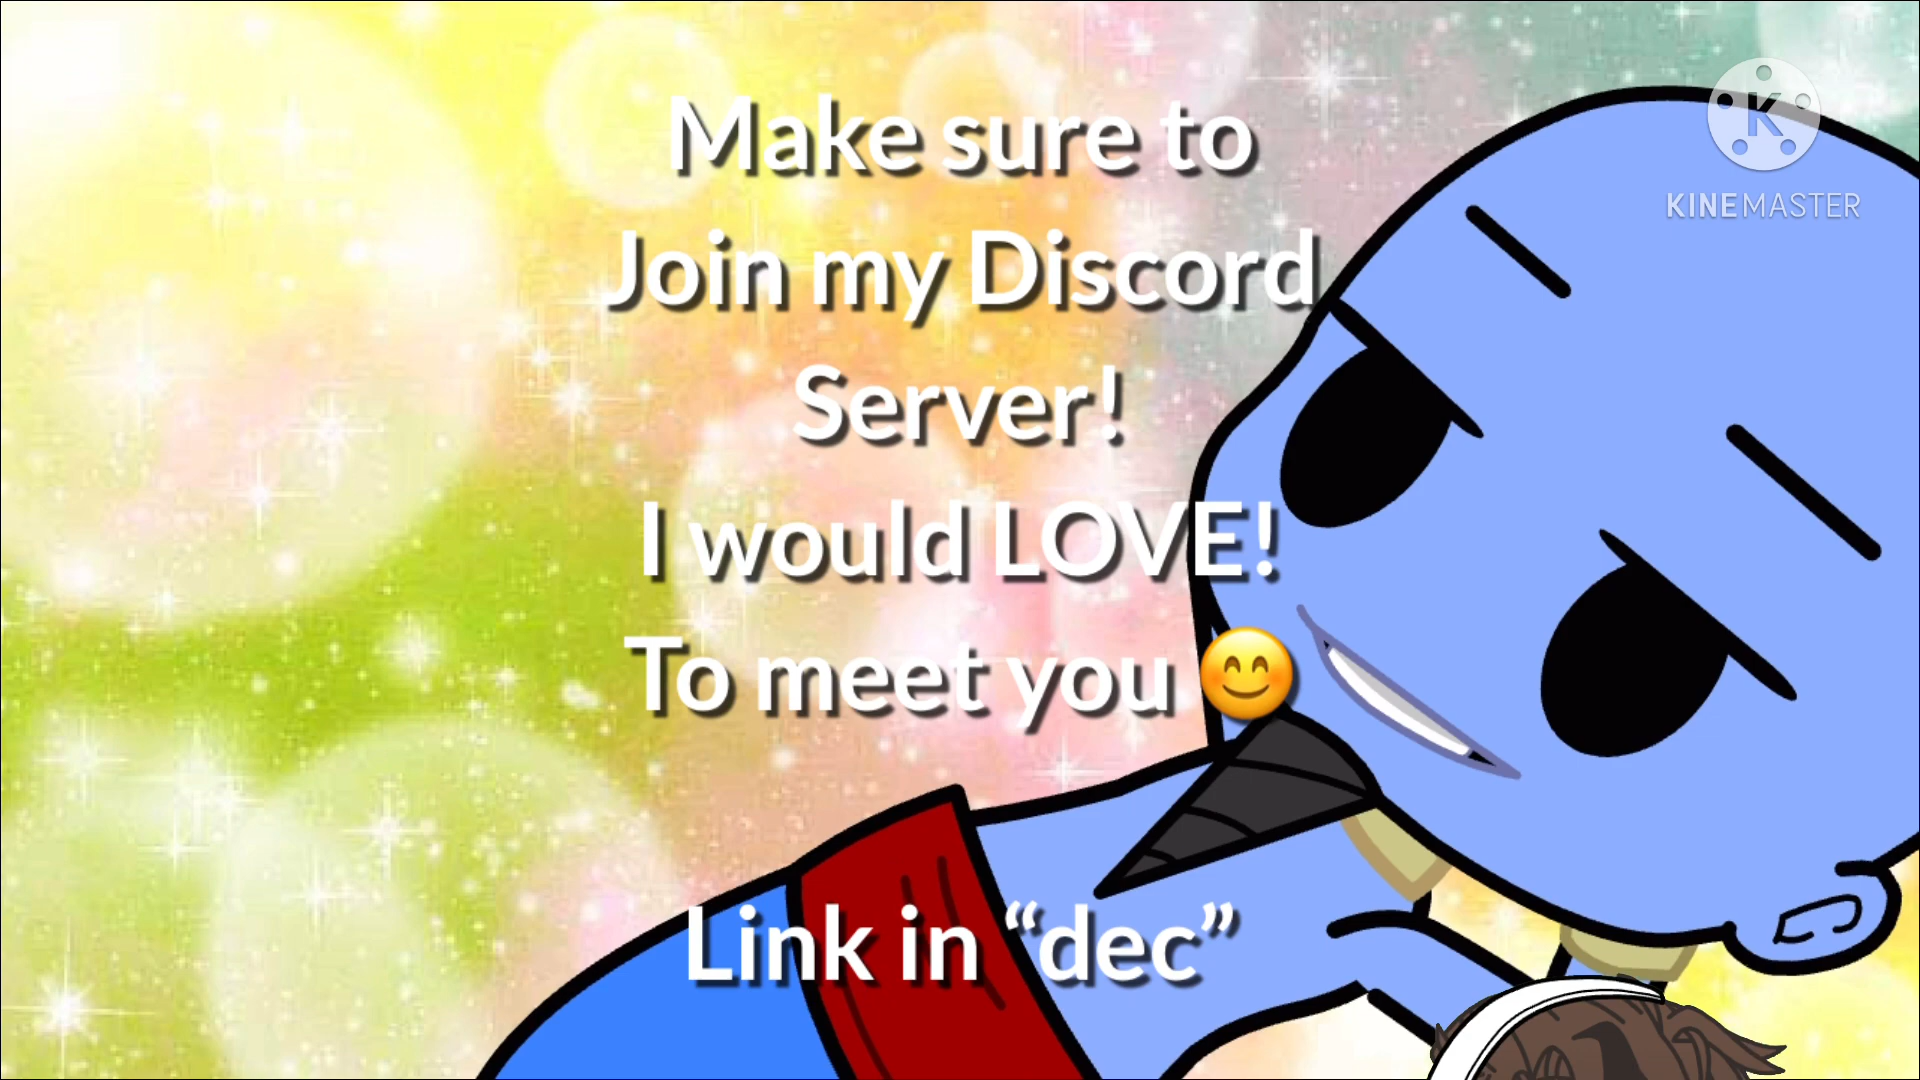 Make sure to
Join my Discord
Server!
I would LOVE!
To meet you 😊
Link in “dec”
K
KINEMASTER